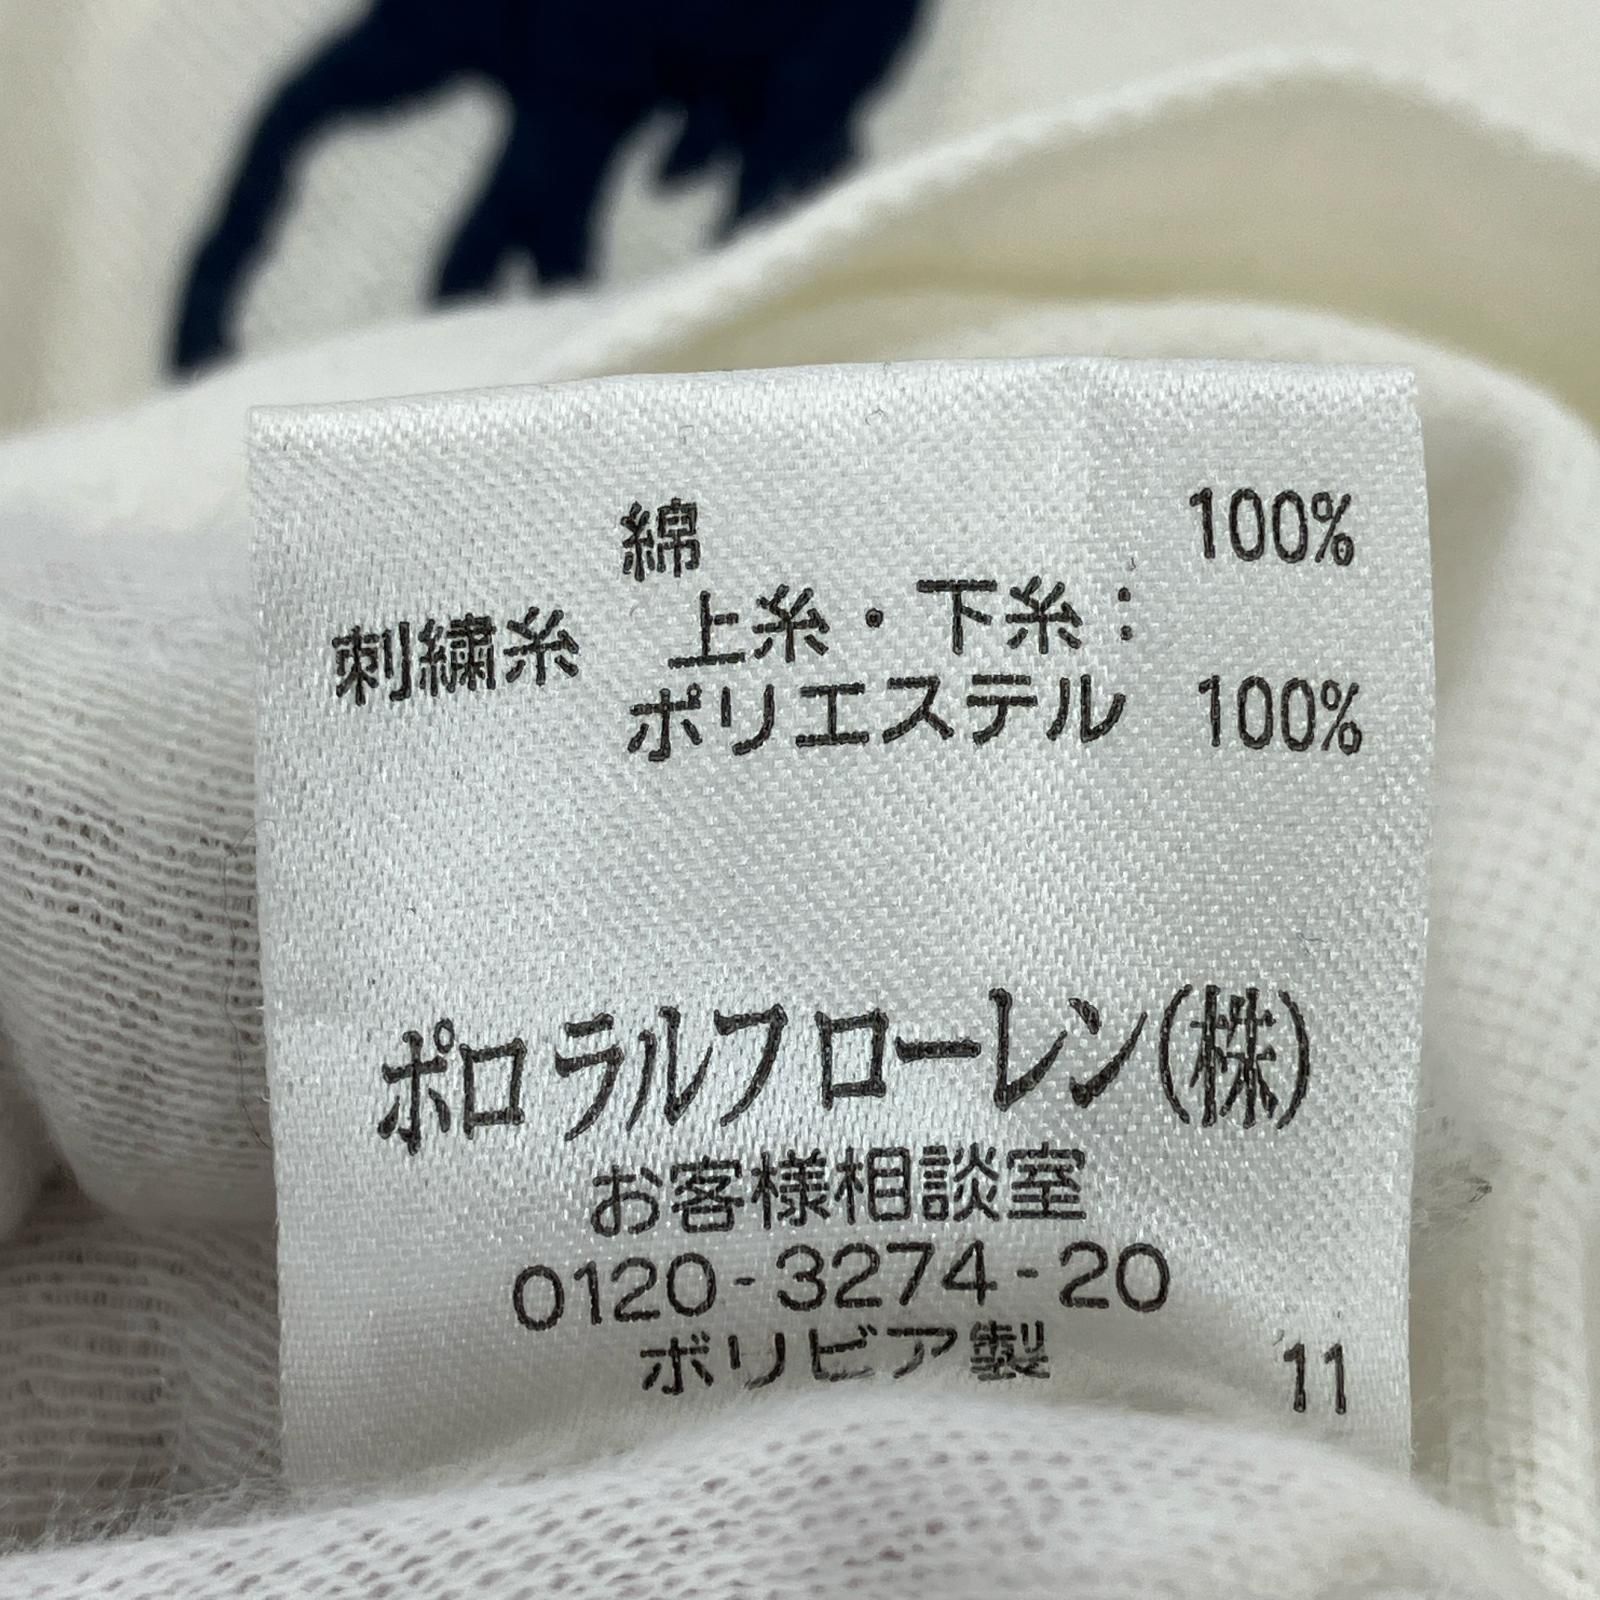 綿 100%
刺繍糸 上糸・下糸:
ポリエステル 100%
ポロ ラルフ ローレン(株)
お客様相談室
0120-3274-20
ボリビア製 11